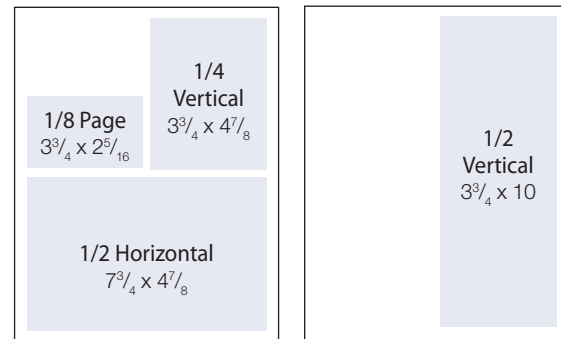 1/8 Page
3³/₄ x 2⁵/₁₆
1/4
Vertical
3³/₄ x 4⁷/₈
1/2 Horizontal
7³/₄ x 4⁷/₈
1/2
Vertical
3³/₄ x 10